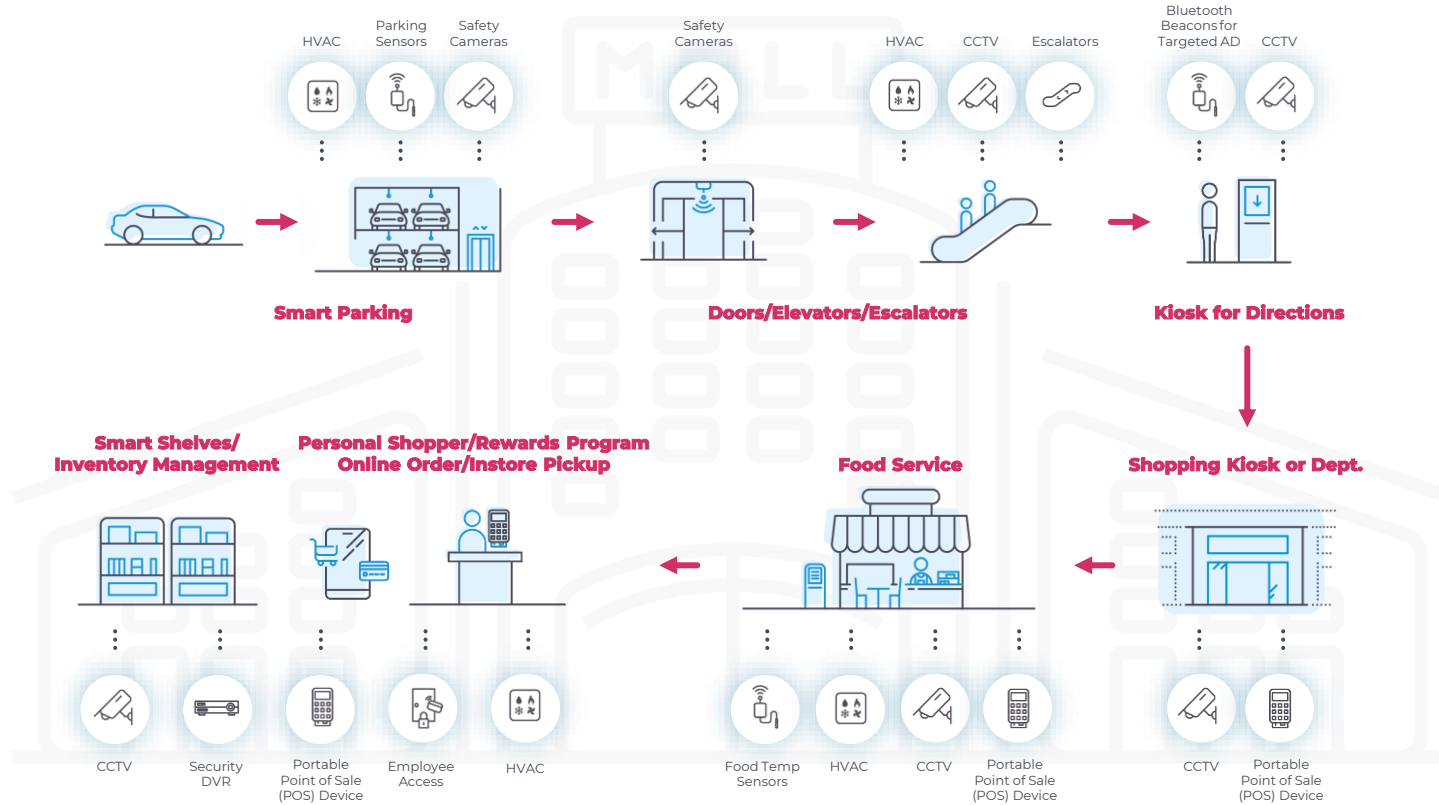 HVAC
Parking
Sensors
Safety
Cameras
Safety
Cameras
HVAC
CCTV
Escalators
Bluetooth
Beacons for
Targeted AD
CCTV
MALL
Smart Parking
Doors/Elevators/Escalators
Kiosk for Directions
Smart Shelves/
Inventory Management
Personal Shopper/Rewards Program
Online Order/Instore Pickup
Food Service
Shopping Kiosk or Dept.
CCTV
Security
DVR
Portable
Point of Sale
(POS) Device
Employee
Access
HVAC
Food Temp
Sensors
HVAC
CCTV
Portable
Point of Sale
(POS) Device
CCTV
Portable
Point of Sale
(POS) Device